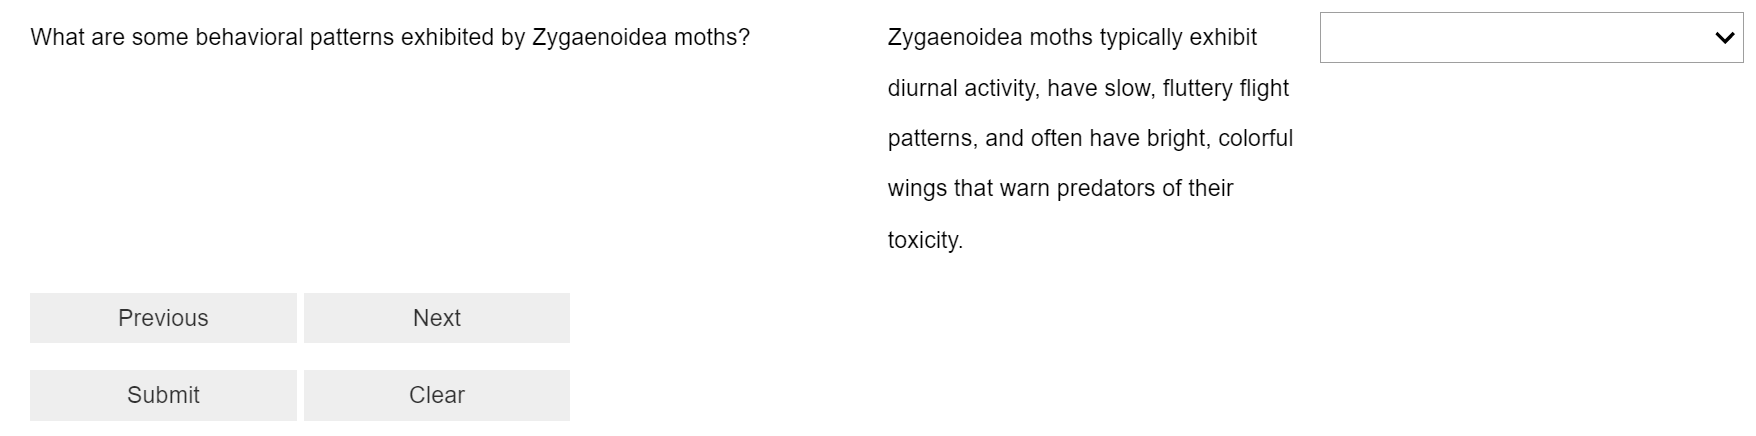 What are some behavioral patterns exhibited by Zygaenoidea moths?
Zygaenoidea moths typically exhibit
diurnal activity, have slow, fluttery flight
patterns, and often have bright, colorful
wings that warn predators of their
toxicity.
Previous
Next
Submit
Clear